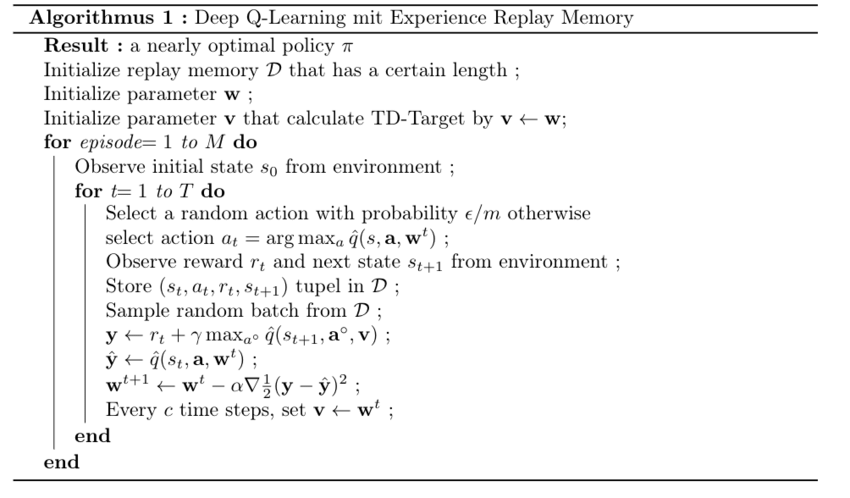 Algorithmus 1 : Deep Q-Learning mit Experience Replay Memory
Result : a nearly optimal policy π
Initialize replay memory 𝒟 that has a certain length ;
Initialize parameter w ;
Initialize parameter v that calculate TD-Target by v ← w;
for episode= 1 to M do
Observe initial state s₀ from environment ;
for t= 1 to T do
Select a random action with probability ϵ/m otherwise
select action aₜ = arg maxₐ q̂(s, a, wᵗ) ;
Observe reward rₜ and next state sₜ₊₁ from environment ;
Store (sₜ, aₜ, rₜ, sₜ₊₁) tupel in 𝒟 ;
Sample random batch from 𝒟 ;
y ← rₜ + γ maxₐ° q̂(sₜ₊₁, a°, v) ;
ŷ ← q̂(sₜ, a, wᵗ) ;
wᵗ⁺¹ ← wᵗ − α∇½(y − ŷ)² ;
Every c time steps, set v ← wᵗ ;
end
end